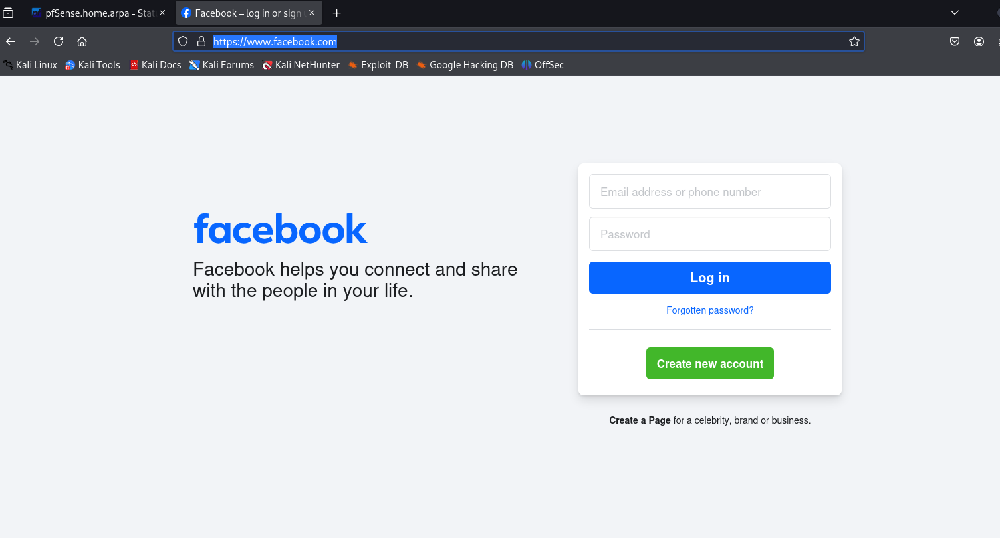 pfSense.home.arpa - Stat
Facebook – log in or sign u
https://www.facebook.com
Kali Linux
Kali Tools
Kali Docs
Kali Forums
Kali NetHunter
Exploit-DB
Google Hacking DB
OffSec
facebook
Facebook helps you connect and share
with the people in your life.
Email address or phone number
Password
Log in
Forgotten password?
Create new account
Create a Page for a celebrity, brand or business.